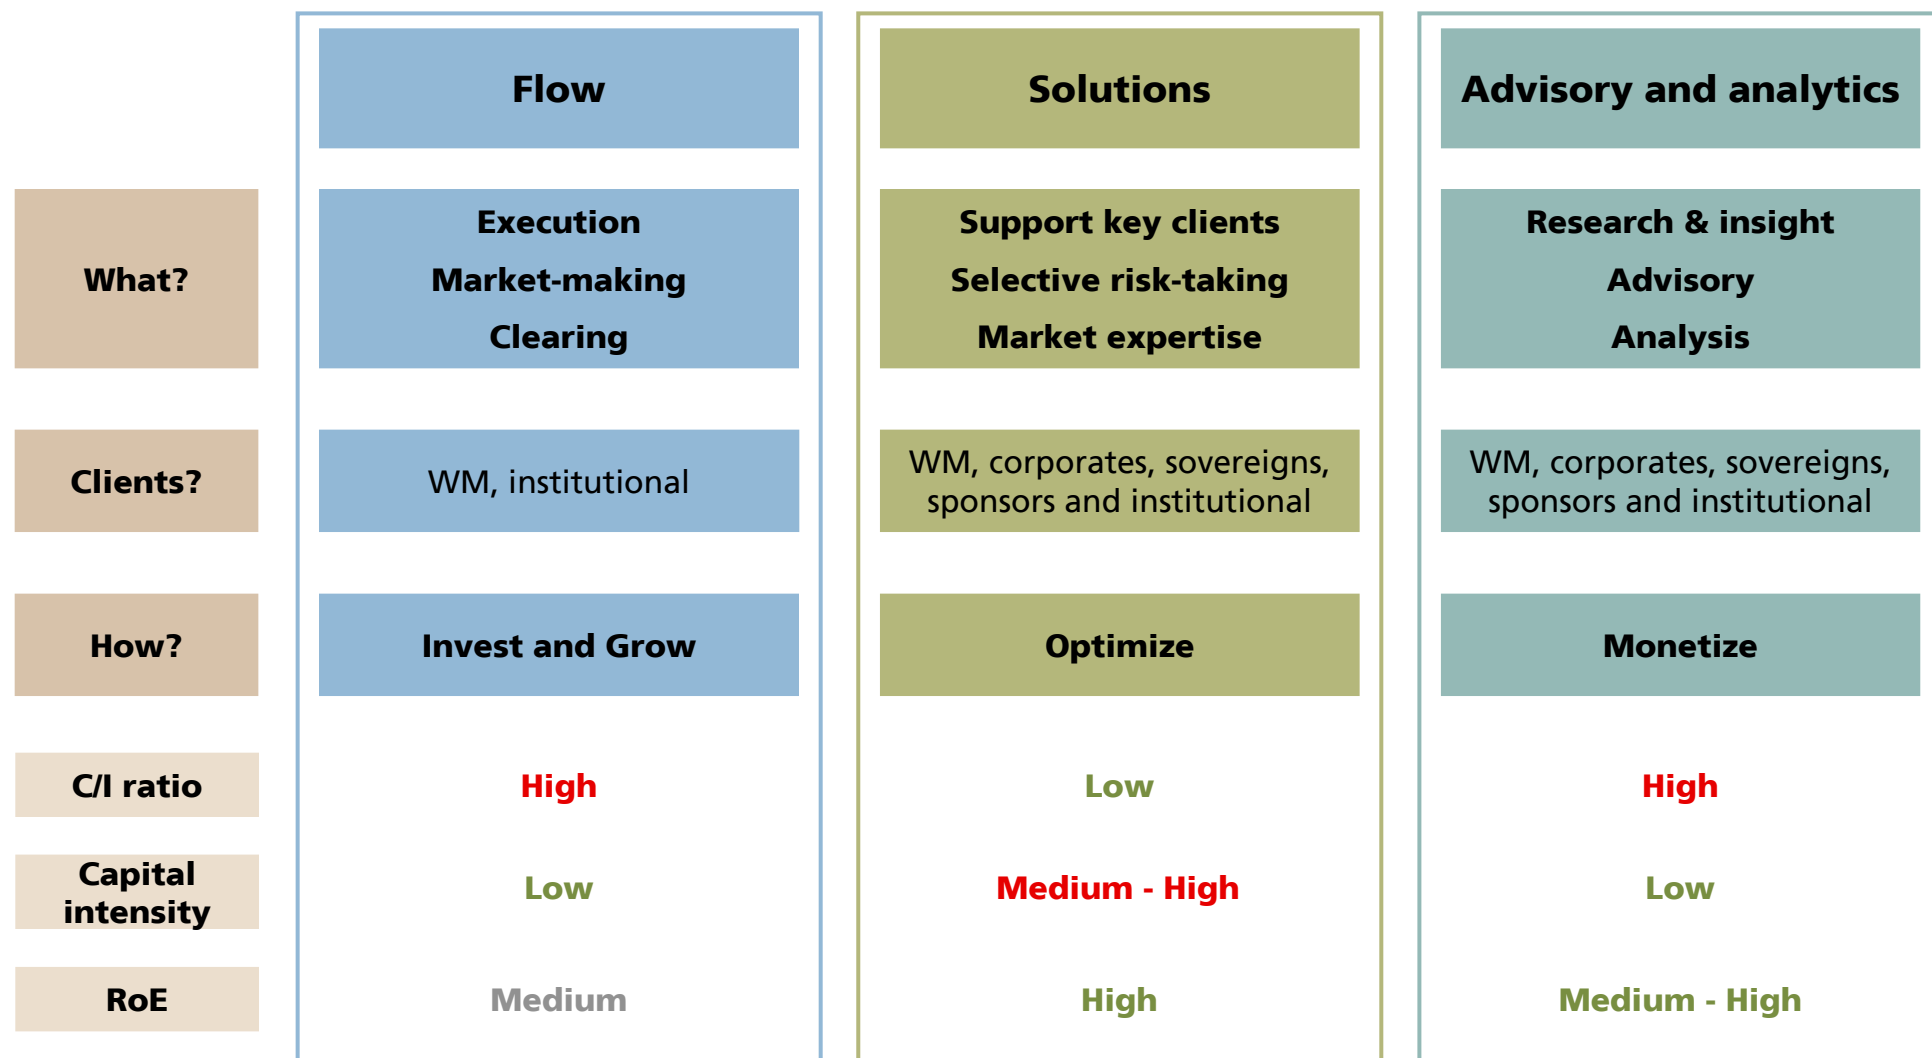 Flow
Solutions
Advisory and analytics
What?
Execution
Market-making
Clearing
Support key clients
Selective risk-taking
Market expertise
Research & insight
Advisory
Analysis
Clients?
WM, institutional
WM, corporates, sovereigns,
sponsors and institutional
WM, corporates, sovereigns,
sponsors and institutional
How?
Invest and Grow
Optimize
Monetize
C/I ratio
High
Low
High
Capital
intensity
Low
Medium - High
Low
RoE
Medium
High
Medium - High